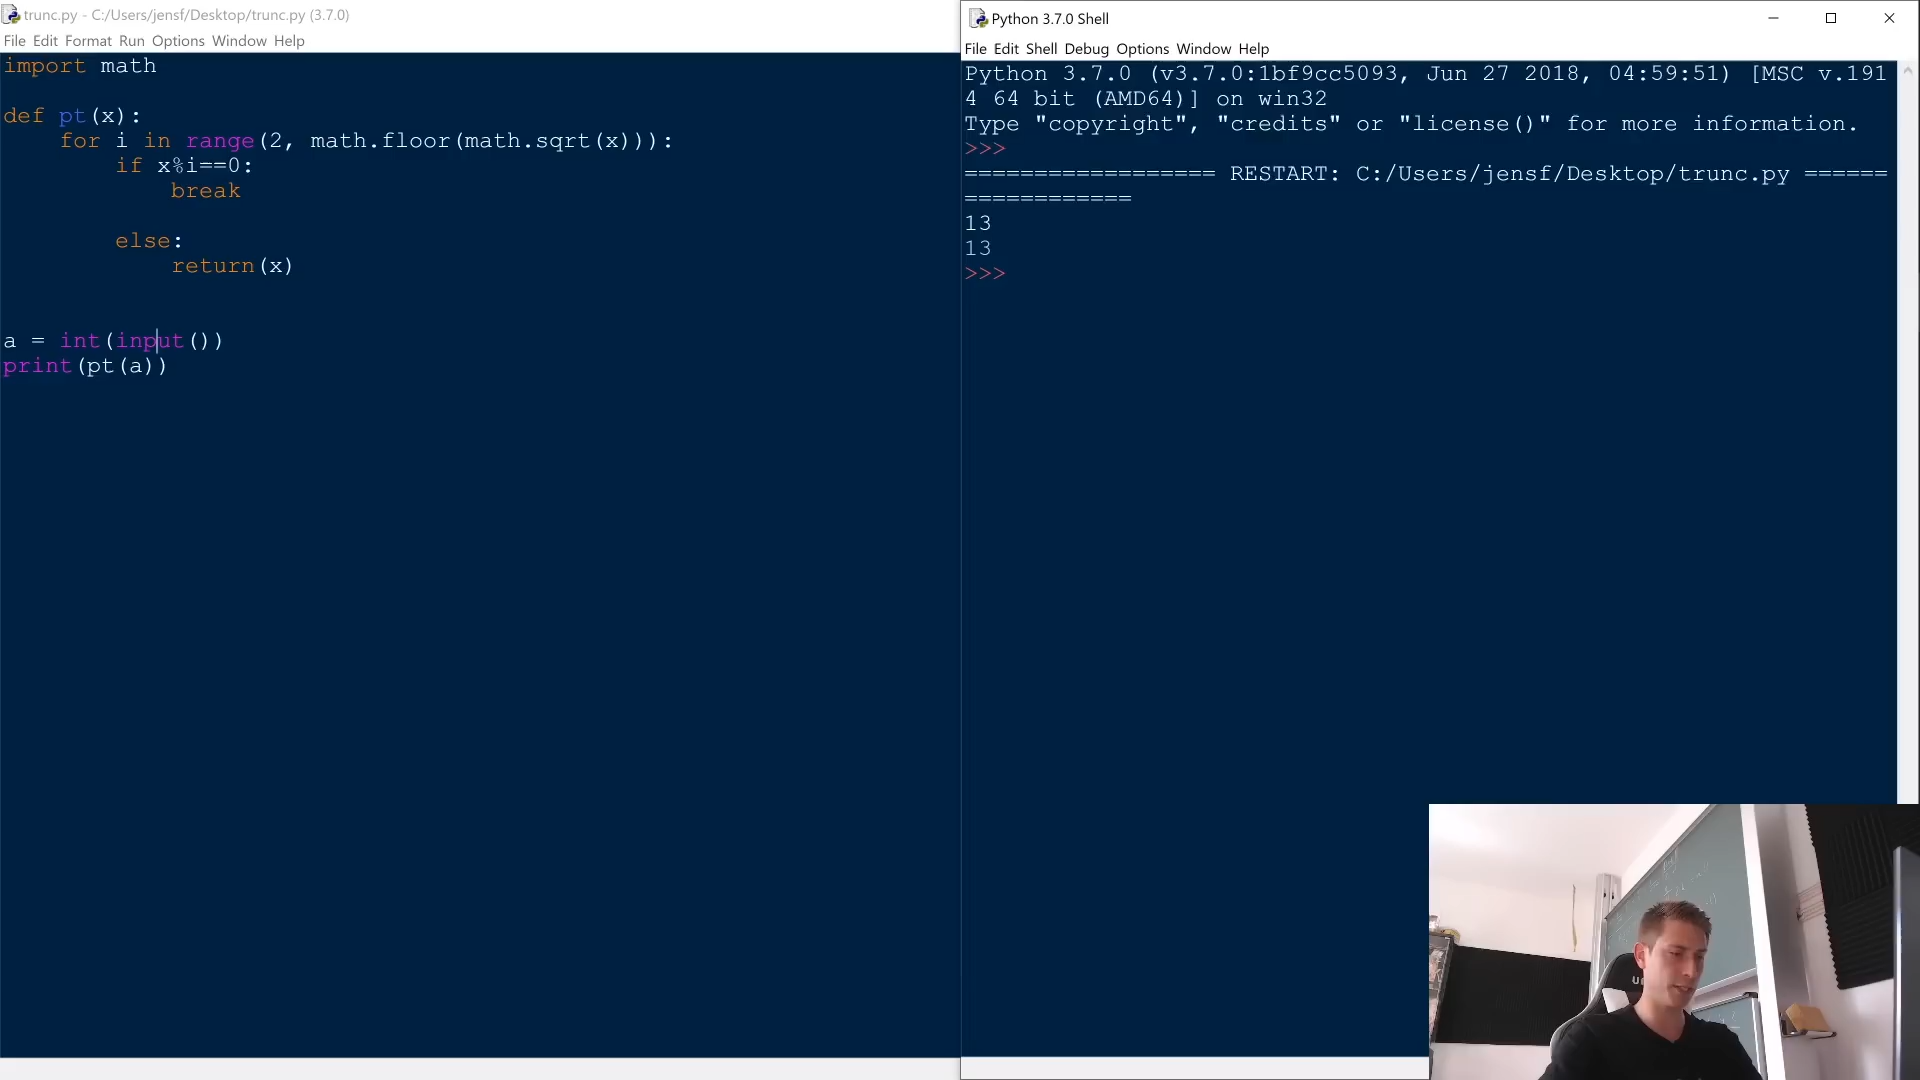 trunc.py - C:/Users/jensf/Desktop/trunc.py (3.7.0)
File Edit Format Run Options Window Help
import math
def pt(x):
    for i in range(2, math.floor(math.sqrt(x))):
        if x%i==0:
            break
        else:
            return(x)
a = int(input())
print(pt(a))
Python 3.7.0 Shell
File Edit Shell Debug Options Window Help
Python 3.7.0 (v3.7.0:1bf9cc5093, Jun 27 2018, 04:59:51) [MSC v.191
4 64 bit (AMD64)] on win32
Type "copyright", "credits" or "license()" for more information.
>>>
================== RESTART: C:/Users/jensf/Desktop/trunc.py ======
============
13
13
>>>